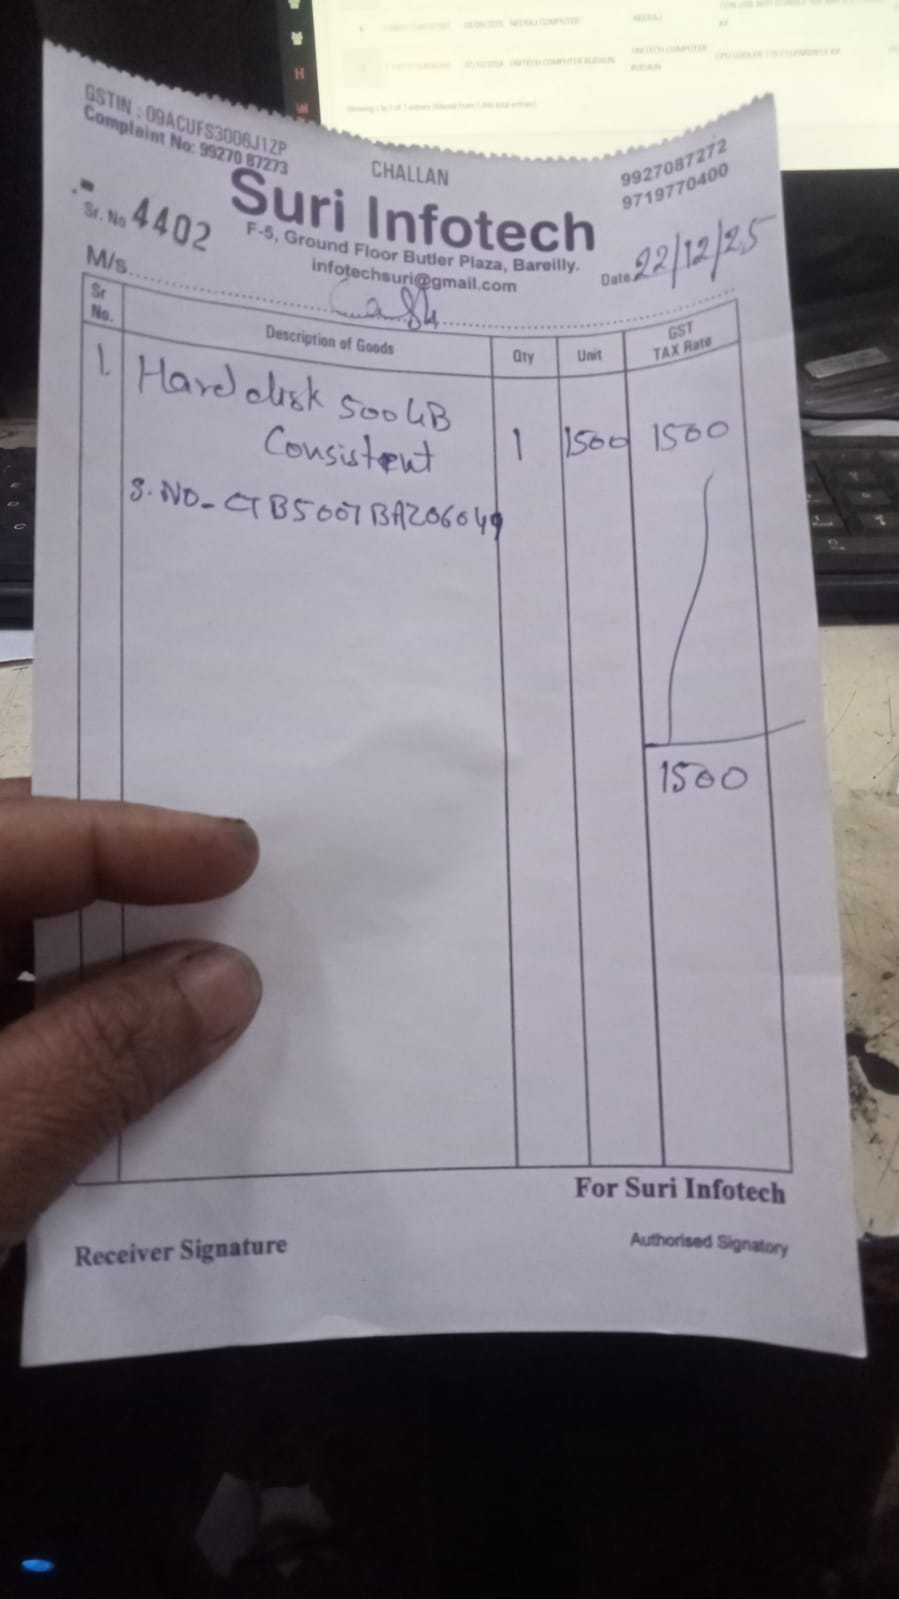 GSTIN : 09ACUFS3006J1ZP
Complaint No: 99270 87273
CHALLAN
9927087272
9719770400
Suri Infotech
Sr. No 4402
F-5, Ground Floor Butler Plaza, Bareilly.
infotechsuri@gmail.com
Date 22/12/25
M/s. Cash
Sr No. Description of Goods Qty Unit GST TAX Rate
1. Hard disk 500 GB
Consistent 1 1500 1500
S.NO-
1500
For Suri Infotech
Receiver Signature
Authorised Signatory